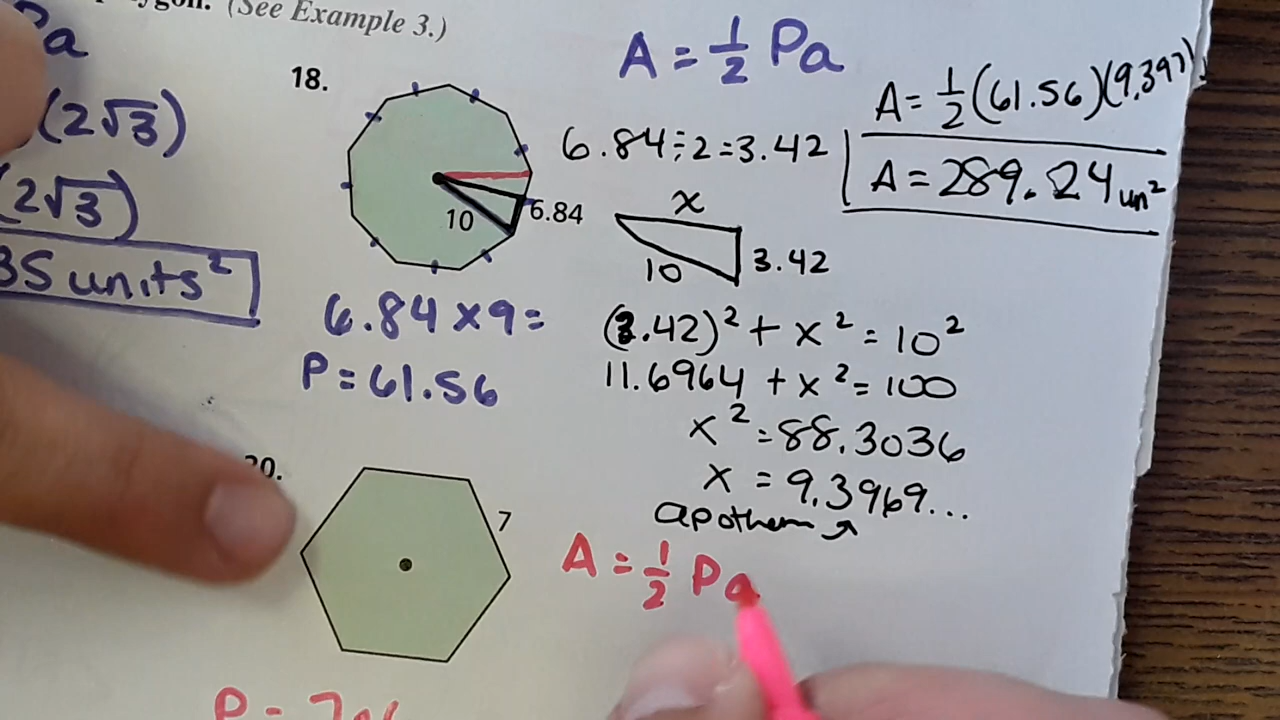 polygon. (See Example 3.)
Pa
(2√3)
(2√3)
35 units²
18.
10
6.84
6.84 x 9 =
P = 61.56
A = 1/2 Pa
6.84 ÷ 2 = 3.42
x
10
3.42
(3.42)² + x² = 10²
11.6964 + x² = 100
x² = 88.3036
x = 9.3969...
apothem
A = 1/2 (61.56)(9.397)
A = 289.24 un²
20.
7
A = 1/2 Pa